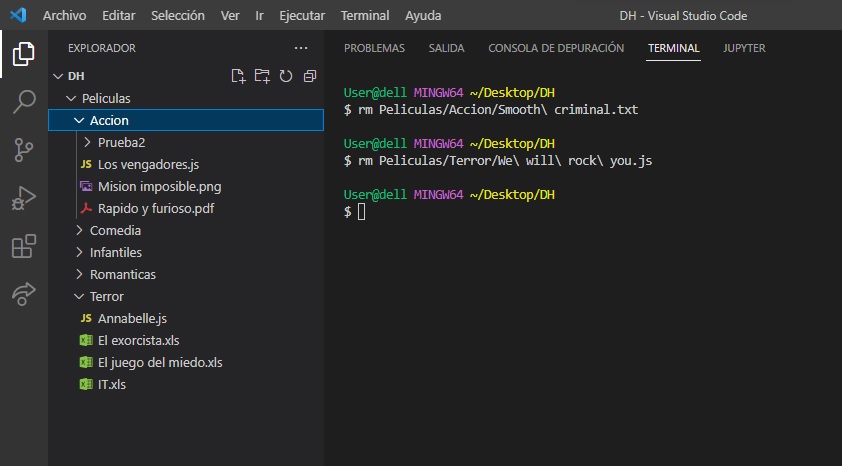 Archivo Editar Selección Ver Ir Ejecutar Terminal Ayuda DH - Visual Studio Code
EXPLORADOR ...
DH
Peliculas
Accion
Prueba2
JS Los vengadores.js
Mision imposible.png
Rapido y furioso.pdf
Comedia
Infantiles
Romanticas
Terror
JS Annabelle.js
El exorcista.xls
El juego del miedo.xls
IT.xls
PROBLEMAS SALIDA CONSOLA DE DEPURACIÓN TERMINAL JUPYTER
User@dell MINGW64 ~/Desktop/DH
$ rm Peliculas/Accion/Smooth\ criminal.txt
User@dell MINGW64 ~/Desktop/DH
$ rm Peliculas/Terror/We\ will\ rock\ you.js
User@dell MINGW64 ~/Desktop/DH
$